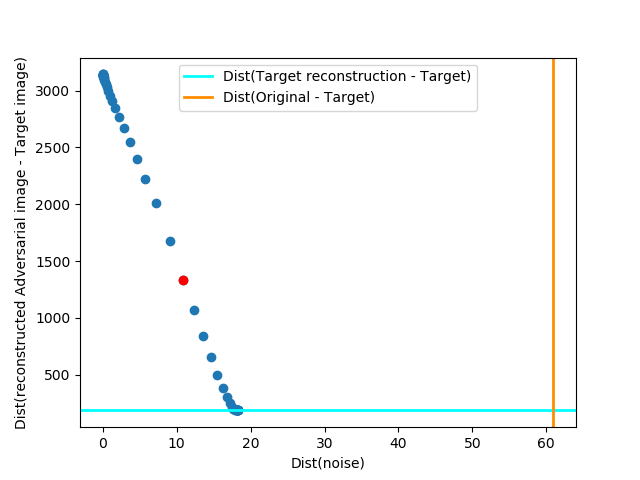 Dist(Target reconstruction - Target)
Dist(Original - Target)
Dist(reconstructed Adversarial image - Target image)
3000
2500
2000
1500
1000
500
0 10 20 30 40 50 60
Dist(noise)